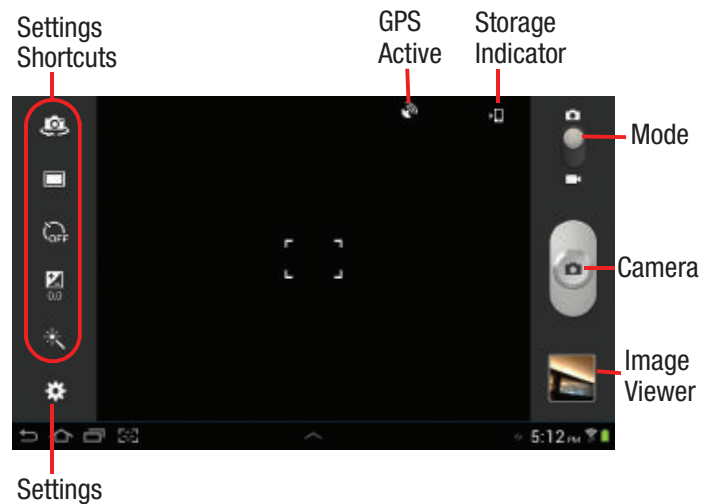 Settings
Shortcuts
GPS
Active
Storage
Indicator
Mode
OFF
0.0
Camera
Image
Viewer
5:12 PM
Settings